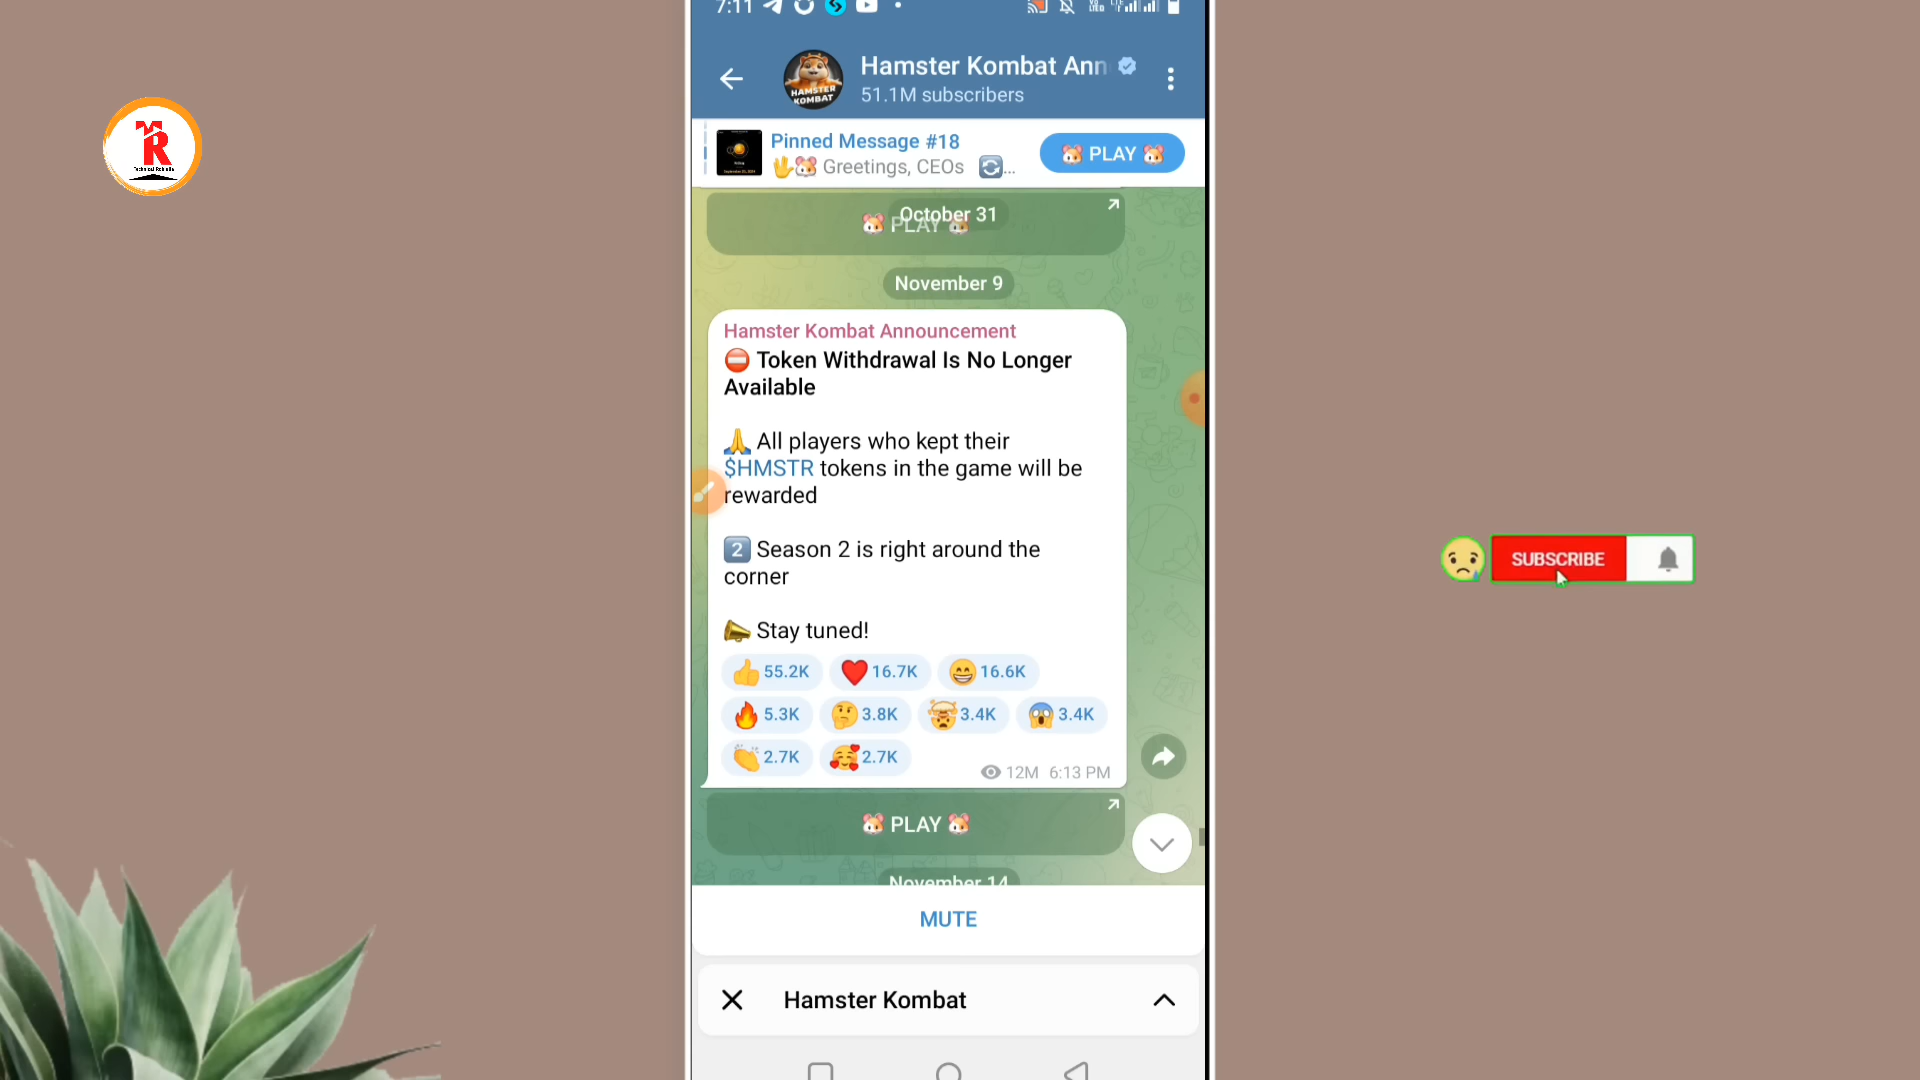 7:11
Hamster Kombat Ann
51.1M subscribers
HAMSTER
KOMBAT
Pinned Message #18
🖖🐹 Greetings, CEOs 🔄...
🐹 PLAY 🐹
October 31
🐹 PLAY 🐹
November 9
Hamster Kombat Announcement
⛔ Token Withdrawal Is No Longer
Available
🙏 All players who kept their
$HMSTR tokens in the game will be
rewarded
2️⃣ Season 2 is right around the
corner
📣 Stay tuned!
👍 55.2K ❤️ 16.7K 😁 16.6K
🔥 5.3K 🤔 3.8K 🤯 3.4K 😱 3.4K
👏 2.7K 🥰 2.7K
12M 6:13 PM
🐹 PLAY 🐹
November 14
MUTE
Hamster Kombat
R
SUBSCRIBE